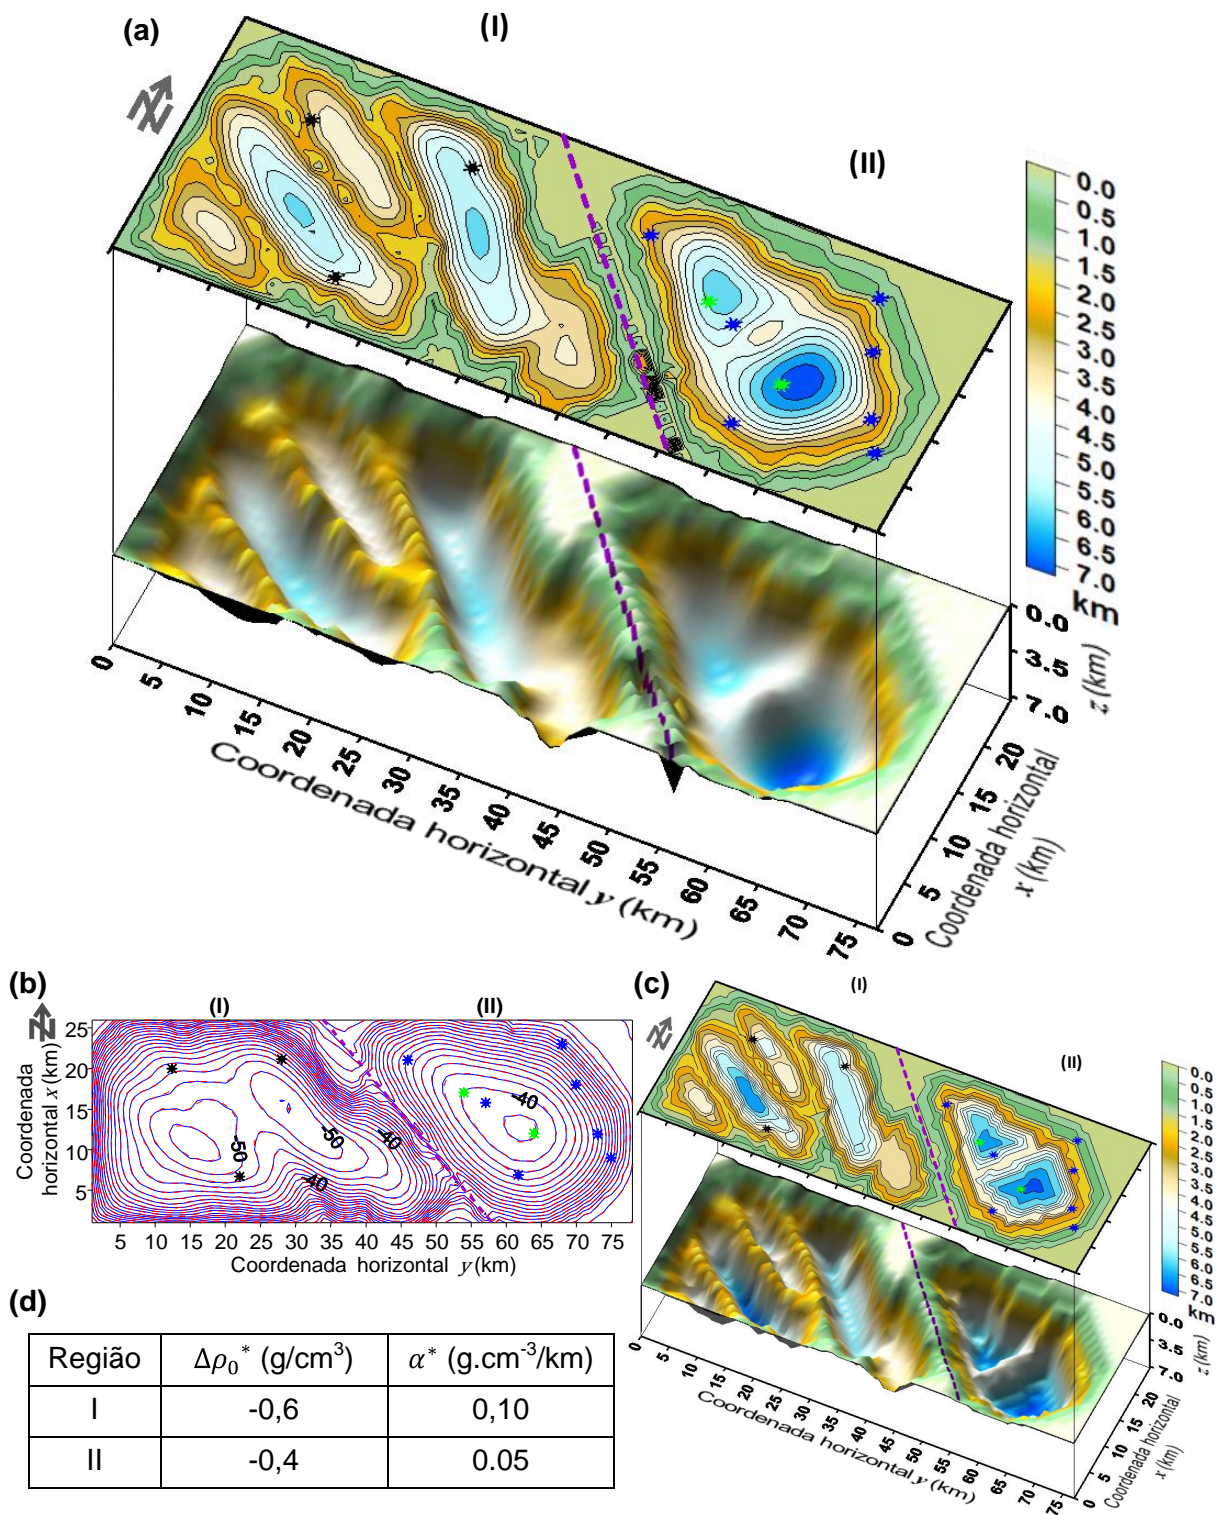 (a)
(I)
(II)
N
0.0
0.5
1.0
1.5
2.0
2.5
3.0
3.5
4.0
4.5
5.0
5.5
6.0
6.5
7.0
km
0.0
3.5
7.0
z (km)
0
5
10
15
20
25
30
35
40
45
50
55
60
65
70
75
Coordenada horizontal y (km)
0
5
10
15
20
Coordenada horizontal
x (km)
(b)
N
(I)
(II)
25
20
15
10
5
Coordenada
horizontal x (km)
-50
-50
-40
-40
-40
5 10 15 20 25 30 35 40 45 50 55 60 65 70 75
Coordenada horizontal y (km)
(c)
N
(I)
(II)
0.0
0.5
1.0
1.5
2.0
2.5
3.0
3.5
4.0
4.5
5.0
5.5
6.0
6.5
7.0
km
0.0
3.5
7.0
z (km)
0
5
10
15
20
25
30
35
40
45
50
55
60
65
70
75
Coordenada horizontal y (km)
0
5
10
15
20
Coordenada horizontal
x (km)
(d)
Região Δρ₀* (g/cm³) α* (g.cm⁻³/km)
I -0,6 0,10
II -0,4 0.05